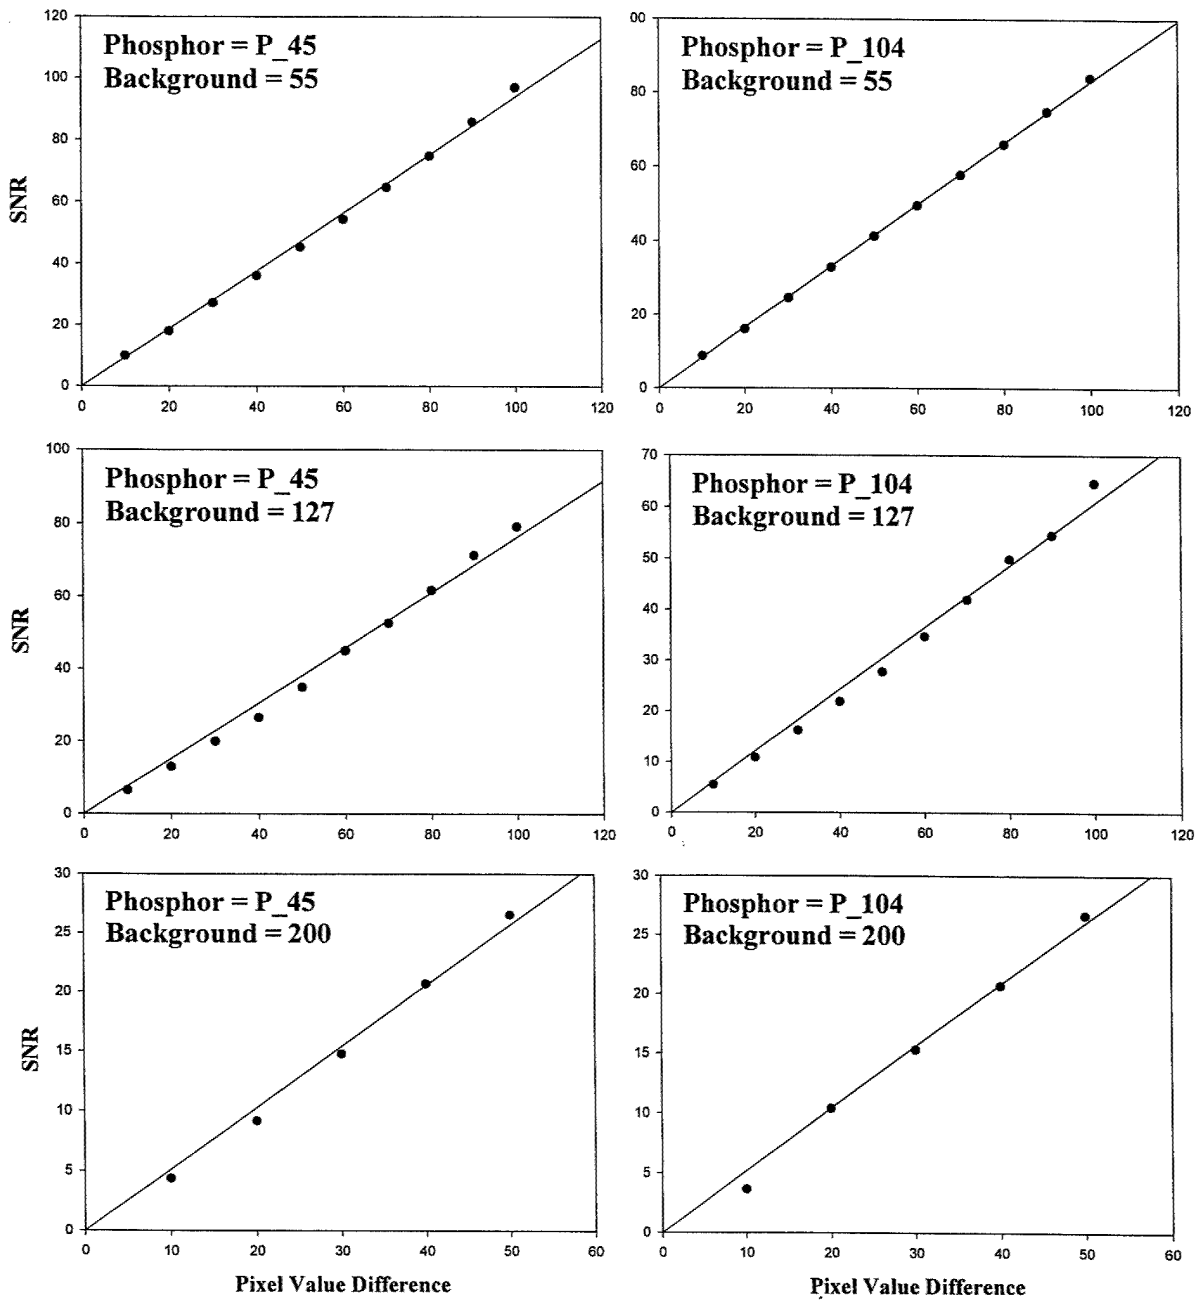 Phosphor = P_45
Background = 55
120
100
80
60
40
20
0
SNR
0 20 40 60 80 100 120
Phosphor = P_104
Background = 55
00
80
60
40
20
0
0 20 40 60 80 100 120
Phosphor = P_45
Background = 127
100
80
60
40
20
0
SNR
0 20 40 60 80 100 120
Phosphor = P_104
Background = 127
70
60
50
40
30
20
10
0
0 20 40 60 80 100 120
Phosphor = P_45
Background = 200
30
25
20
15
10
5
0
SNR
0 10 20 30 40 50 60
Pixel Value Difference
Phosphor = P_104
Background = 200
30
25
20
15
10
5
0
0 10 20 30 40 50 60
Pixel Value Difference